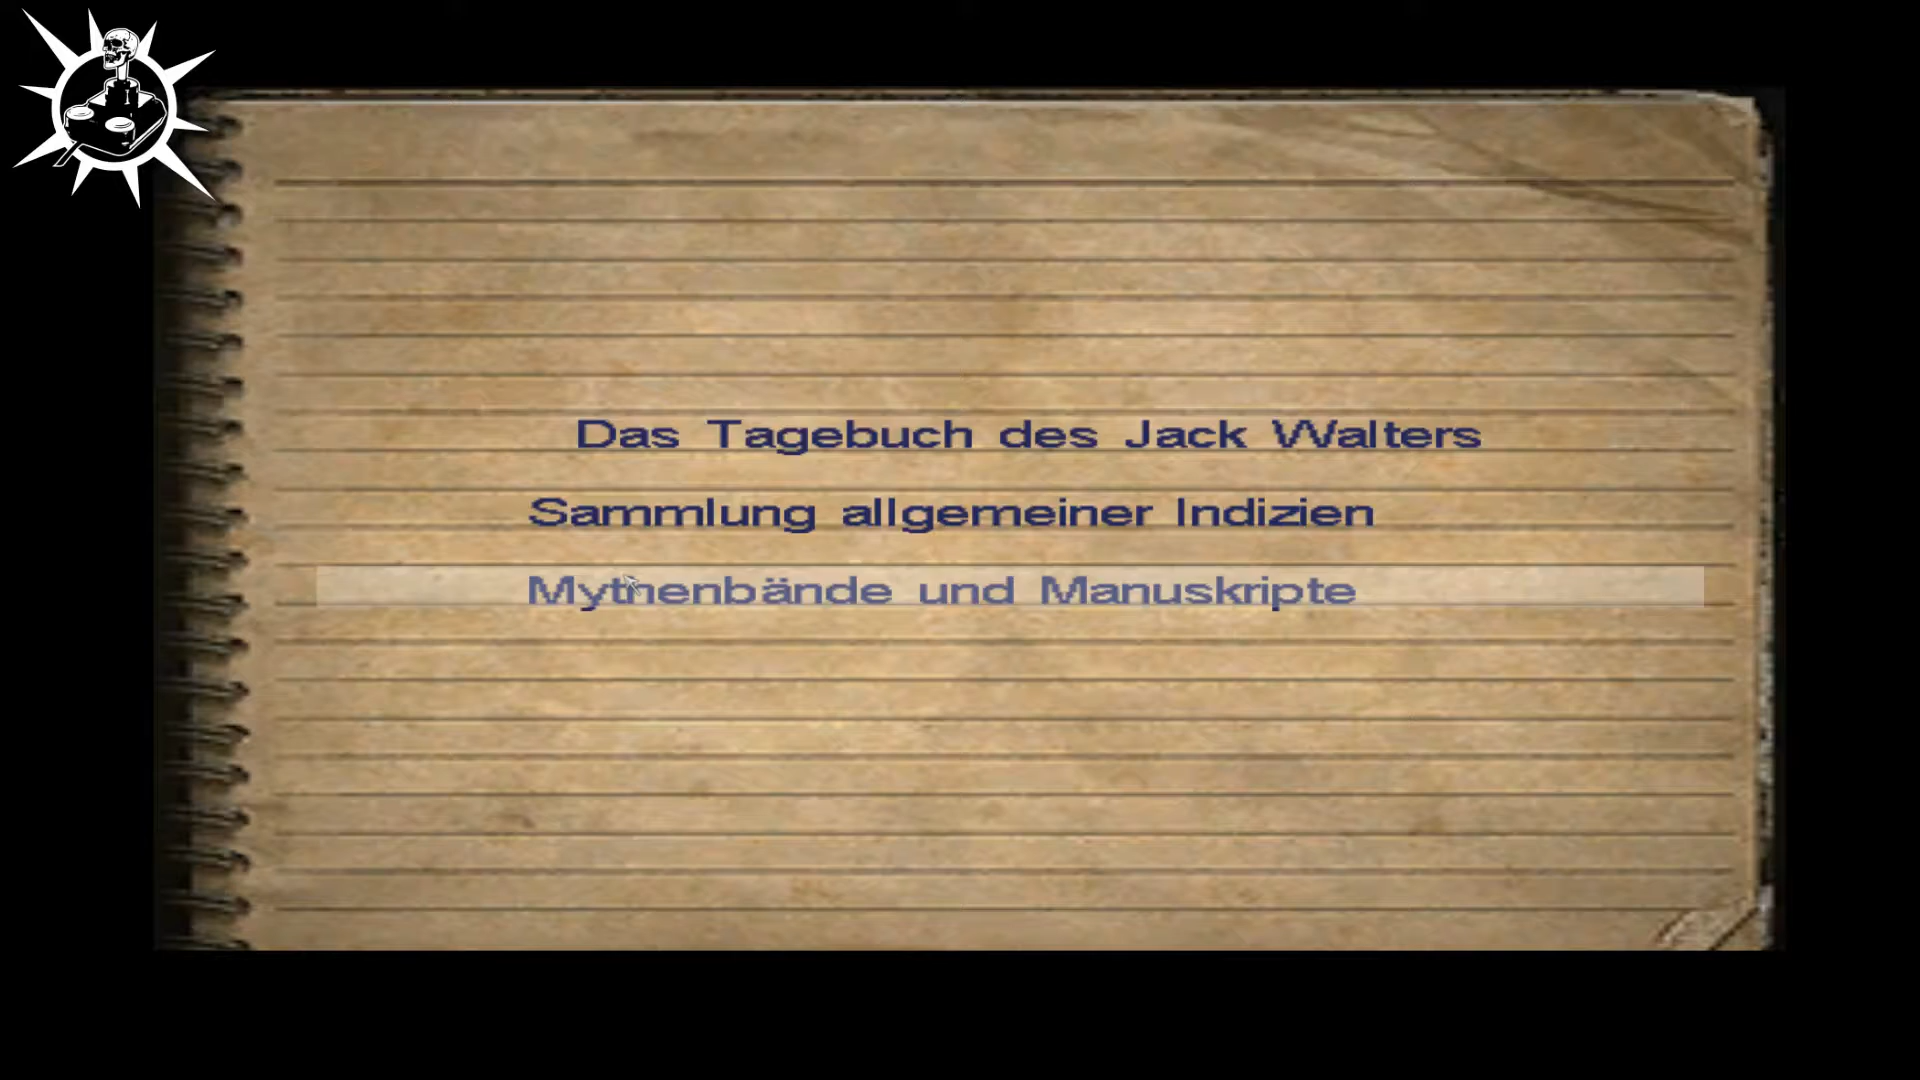 Das Tagebuch des Jack Walters
Sammlung allgemeiner Indizien
Mythenbände und Manuskripte